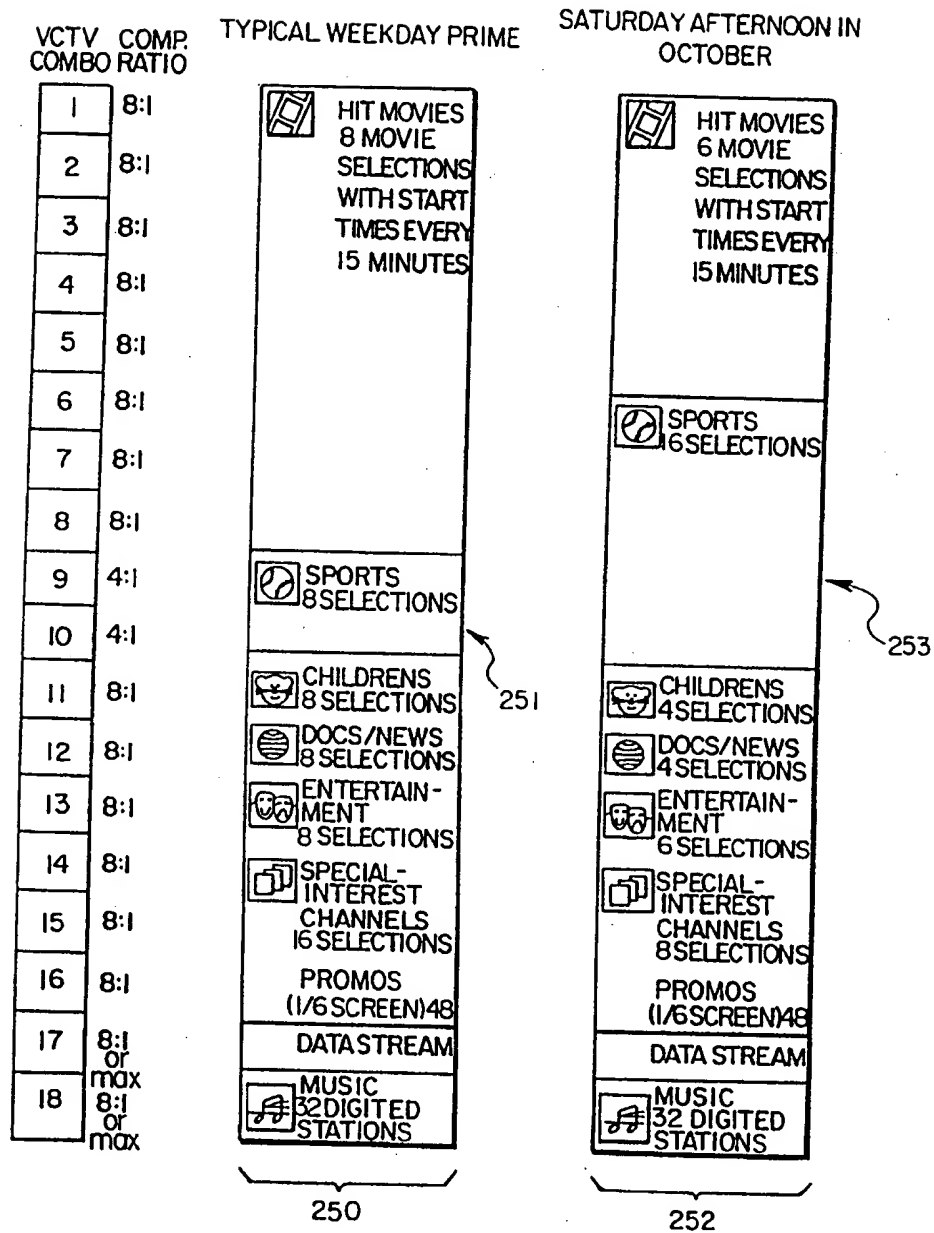 VCTV COMP.
COMBO RATIO
1 8:1
2 8:1
3 8:1
4 8:1
5 8:1
6 8:1
7 8:1
8 8:1
9 4:1
10 4:1
11 8:1
12 8:1
13 8:1
14 8:1
15 8:1
16 8:1
17 8:1
or
max
18 8:1
or
max
TYPICAL WEEKDAY PRIME
HIT MOVIES
8 MOVIE
SELECTIONS
WITH START
TIMES EVERY
15 MINUTES
SPORTS
8 SELECTIONS
251
CHILDRENS
8 SELECTIONS
DOCS/NEWS
8 SELECTIONS
ENTERTAIN-
MENT
8 SELECTIONS
SPECIAL-
INTEREST
CHANNELS
16 SELECTIONS
PROMOS
(1/6 SCREEN) 48
DATA STREAM
MUSIC
32 DIGITED
STATIONS
250
SATURDAY AFTERNOON IN
OCTOBER
HIT MOVIES
6 MOVIE
SELECTIONS
WITH START
TIMES EVERY
15 MINUTES
SPORTS
16 SELECTIONS
253
CHILDRENS
4 SELECTIONS
DOCS/NEWS
4 SELECTIONS
ENTERTAIN-
MENT
6 SELECTIONS
SPECIAL-
INTEREST
CHANNELS
8 SELECTIONS
PROMOS
(1/6 SCREEN) 48
DATA STREAM
MUSIC
32 DIGITED
STATIONS
252